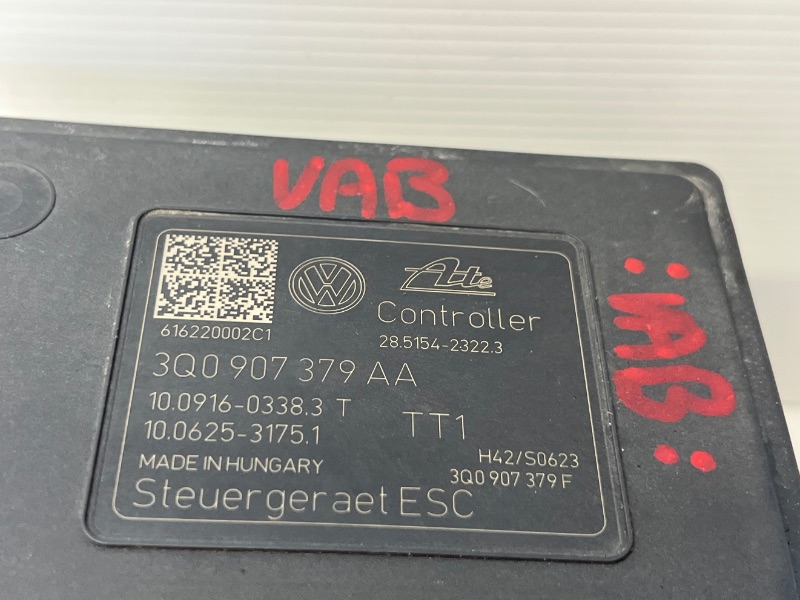 VAB
Ate
Controller
28.5154-2322.3
616220002C1
3Q0 907 379 AA
10.0916-0338.3 T
TT1
10.0625-3175.1
H42/S0623
MADE IN HUNGARY
3Q0 907 379 F
Steuergeraet ESC
:VAB: